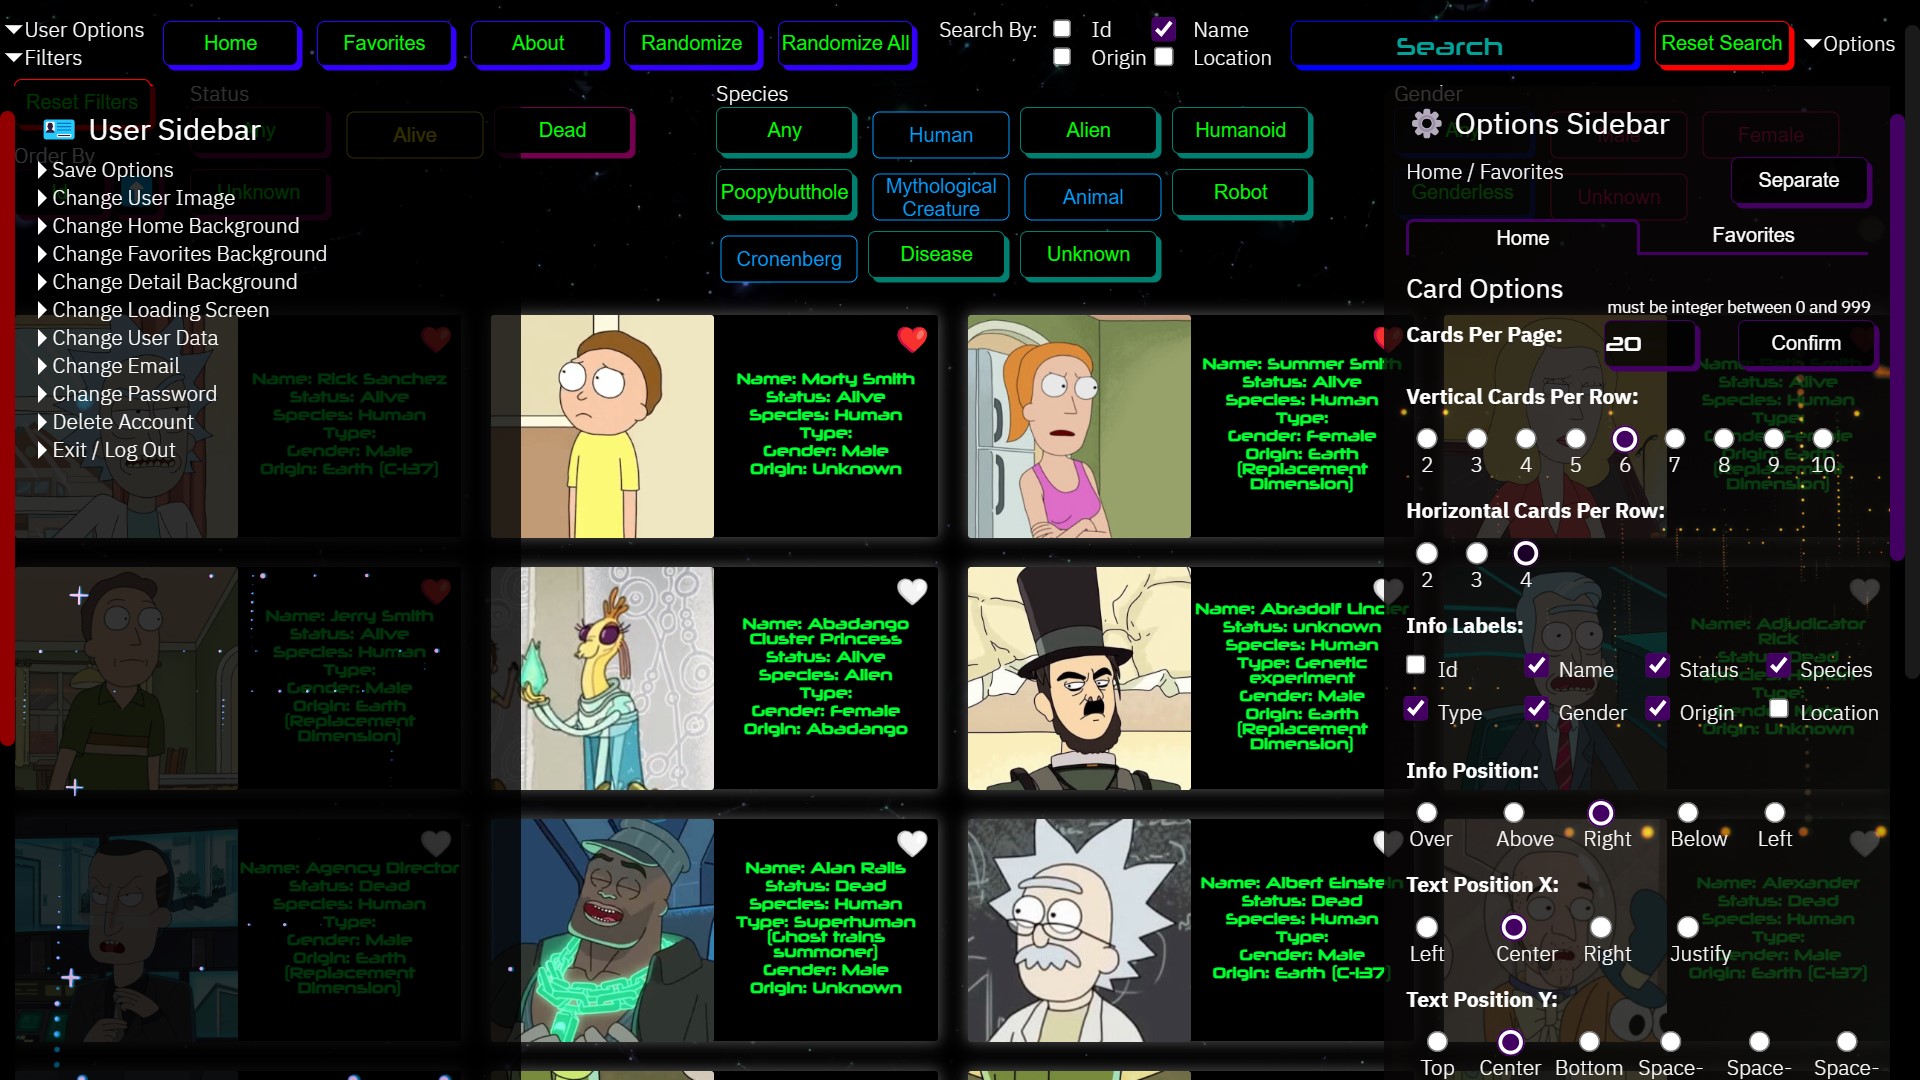 User Options
Filters
Home
Favorites
About
Randomize
Randomize All
Search By:
Id
Name
Origin
Location
Search
Reset Search
Options
Reset Filters
Status
Any
Alive
Dead
Unknown
Order By
Species
Any
Human
Alien
Humanoid
Poopybutthole
Mythological
Creature
Animal
Robot
Cronenberg
Disease
Unknown
Gender
Male
Female
Genderless
Unknown
User Sidebar
Save Options
Change User Image
Change Home Background
Change Favorites Background
Change Detail Background
Change Loading Screen
Change User Data
Change Email
Change Password
Delete Account
Exit / Log Out
Options Sidebar
Home / Favorites
Separate
Home
Favorites
Card Options
must be integer between 0 and 999
Cards Per Page:
20
Confirm
Vertical Cards Per Row:
2 3 4 5 6 7 8 9 10
Horizontal Cards Per Row:
2 3 4
Info Labels:
Id Name Status Species
Type Gender Origin Location
Info Position:
Over Above Right Below Left
Text Position X:
Left Center Right Justify
Text Position Y:
Top Center Bottom Space- Space- Space-
Name: Rick Sanchez
Status: Alive
Species: Human
Type:
Gender: Male
Origin: Earth (C-137)
Name: Morty Smith
Status: Alive
Species: Human
Type:
Gender: Male
Origin: Unknown
Name: Summer Smith
Status: Alive
Species: Human
Type:
Gender: Female
Origin: Earth
(Replacement
Dimension)
Status: Alive
Species: Human
Type:
Gender: Female
Origin: Earth
(Replacement
Dimension)
Name: Jerry Smith
Status: Alive
Species: Human
Type:
Gender: Male
Origin: Earth
(Replacement
Dimension)
Name: Abadango
Cluster Princess
Status: Alive
Species: Alien
Type:
Gender: Female
Origin: Abadango
Name: Abradolf Lincler
Status: unknown
Species: Human
Type: Genetic
experiment
Gender: Male
Origin: Earth
(Replacement
Dimension)
Name: Adjudicator
Rick
Status: Dead
Species: Human
Type:
Gender: Male
Origin: Unknown
Name: Agency Director
Status: Dead
Species: Human
Type:
Gender: Male
Origin: Earth
(Replacement
Dimension)
Name: Alan Rails
Status: Dead
Species: Human
Type: Superhuman
(Ghost trains
summoner)
Gender: Male
Origin: Unknown
Name: Albert Einstein
Status: Dead
Species: Human
Type:
Gender: Male
Origin: Earth (C-137)
Name: Alexander
Status: Dead
Species: Human
Type:
Gender: Male
Origin: Earth (C-137)